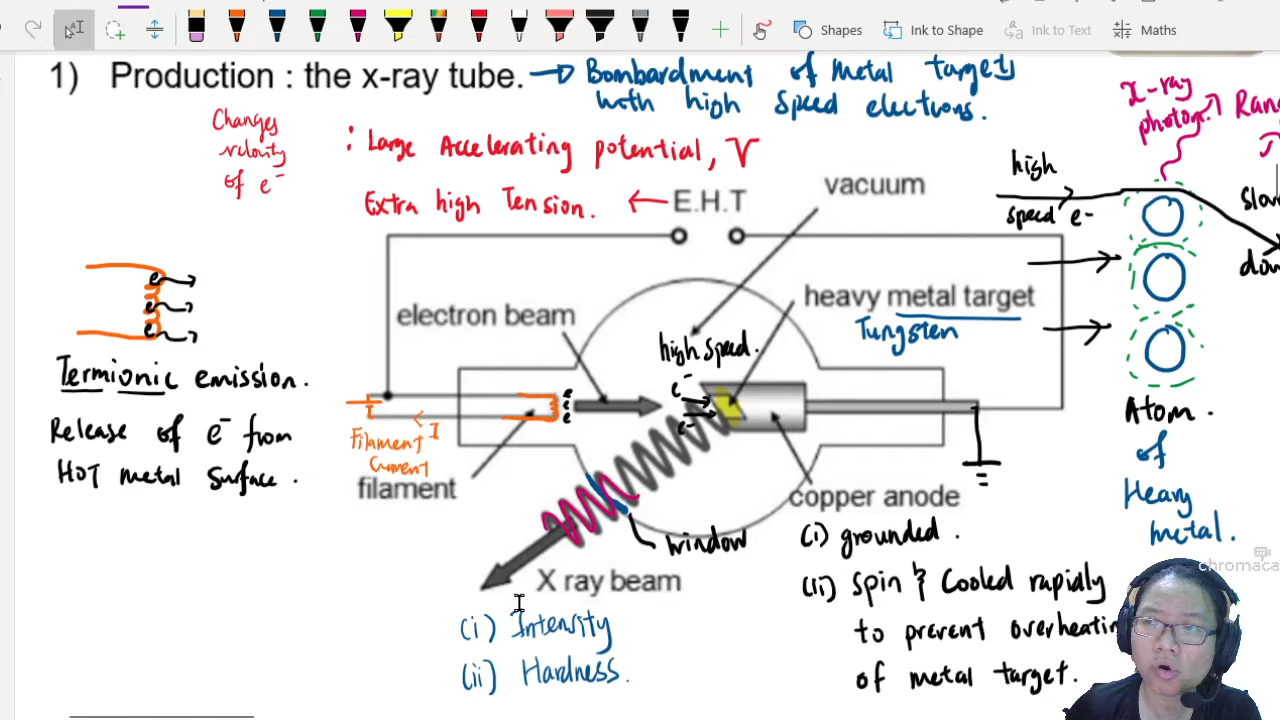 Shapes
Ink to Shape
Ink to Text
Maths
1) Production : the x-ray tube.
Bombardment of metal targets
with high speed electrons.
Changes
velocity
of e-
: Large Accelerating potential, V
Extra high Tension.
E.H.T
vacuum
x-ray
photon.
high
speed e-
down
electron beam
heavy metal target
Tungsten
high speed.
e-
e-
e
e
e
Termionic emission.
Release of e- from
HOT metal surface.
e
e
e
I
Filament
current
filament
copper anode
window
X ray beam
(i) Intensity
(ii) Hardness.
(i) grounded.
(ii) Spin & Cooled rapidly
to prevent overheatin
of metal target.
Atom.
of
Heavy
metal.
chromaca